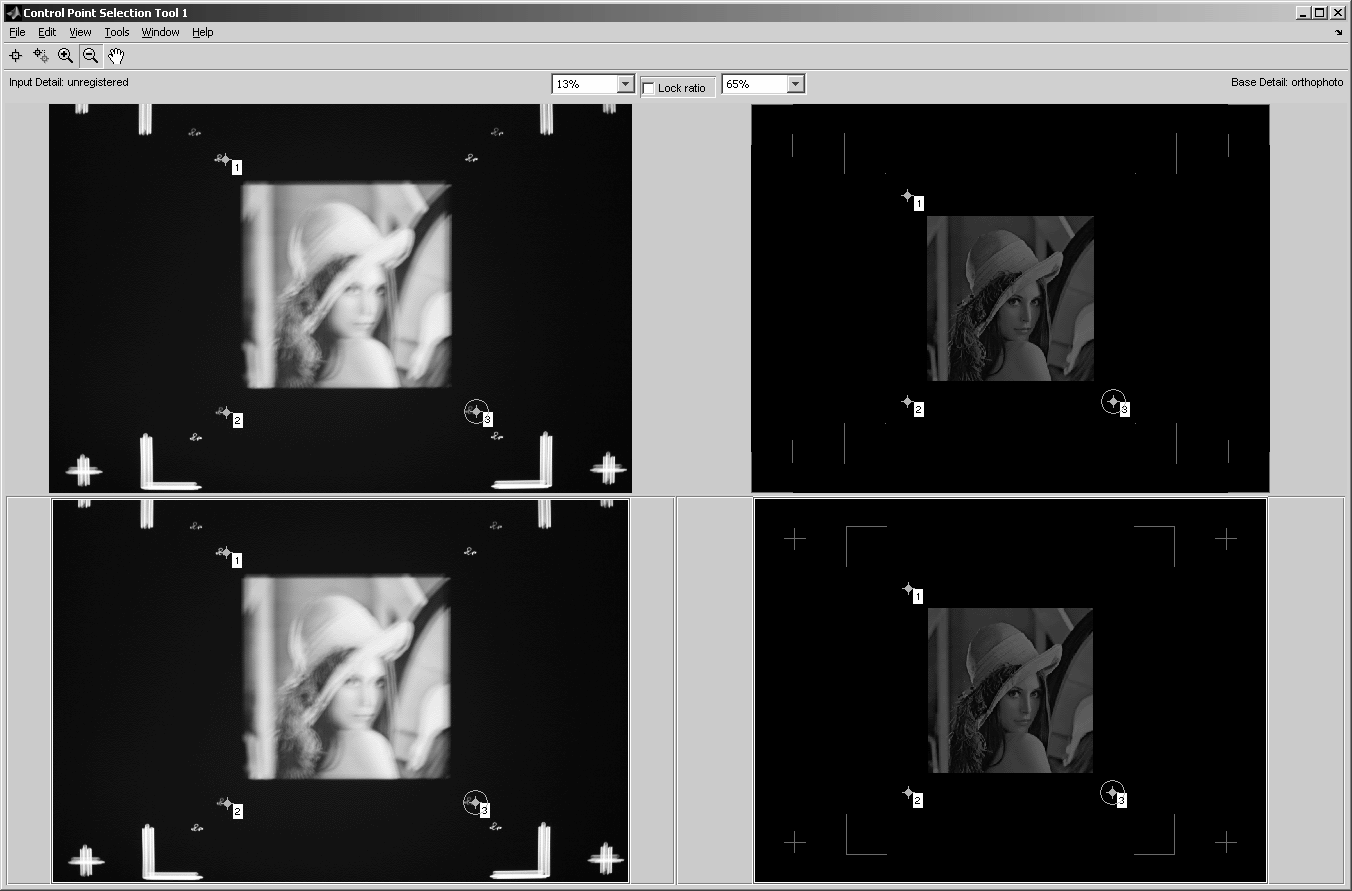 Control Point Selection Tool 1
File Edit View Tools Window Help
Input Detail: unregistered
13%
Lock ratio
65%
Base Detail: orthophoto
1
1
2
3
2
3
1
1
2
3
2
3